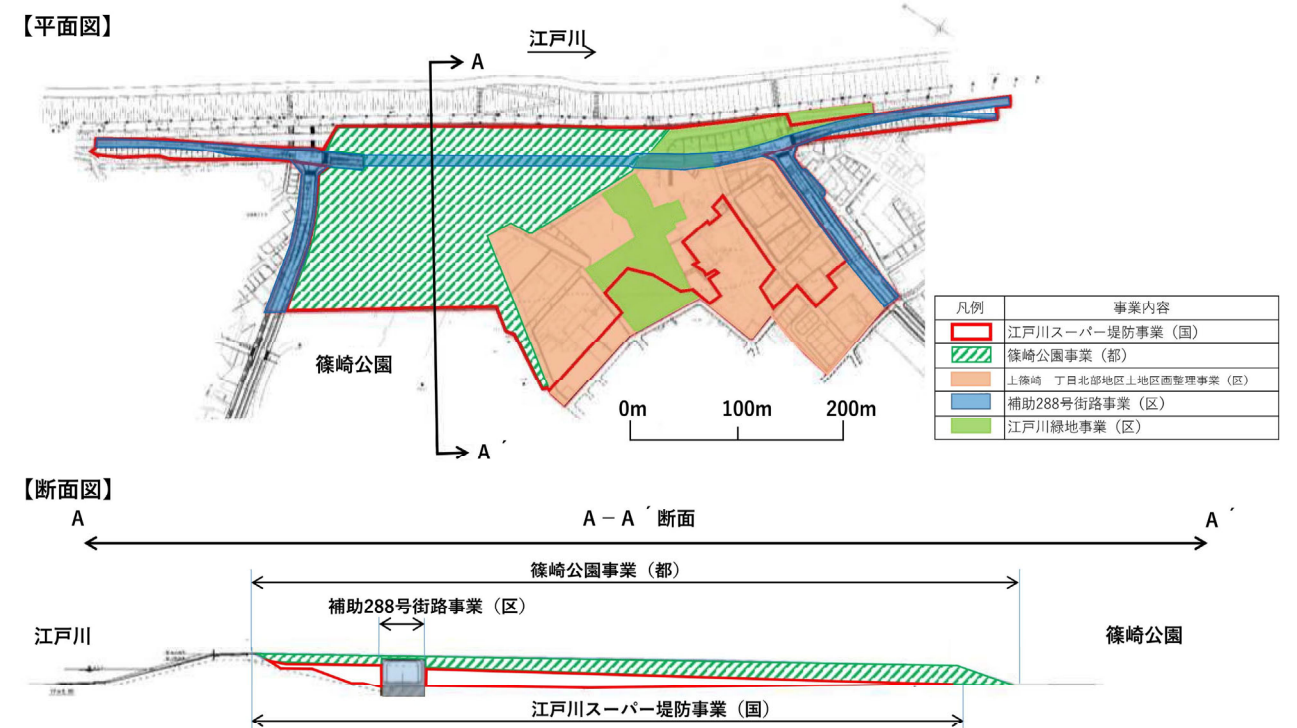 【平面図】
江戸川
A
篠崎公園
A´
0m 100m 200m
凡例 事業内容
江戸川スーパー堤防事業（国）
篠崎公園事業（都）
上篠崎 丁目北部地区土地区画整理事業（区）
補助288号街路事業（区）
江戸川緑地事業（区）
【断面図】
A A－A´断面 A´
篠崎公園事業（都）
補助288号街路事業（区）
江戸川 篠崎公園
江戸川スーパー堤防事業（国）